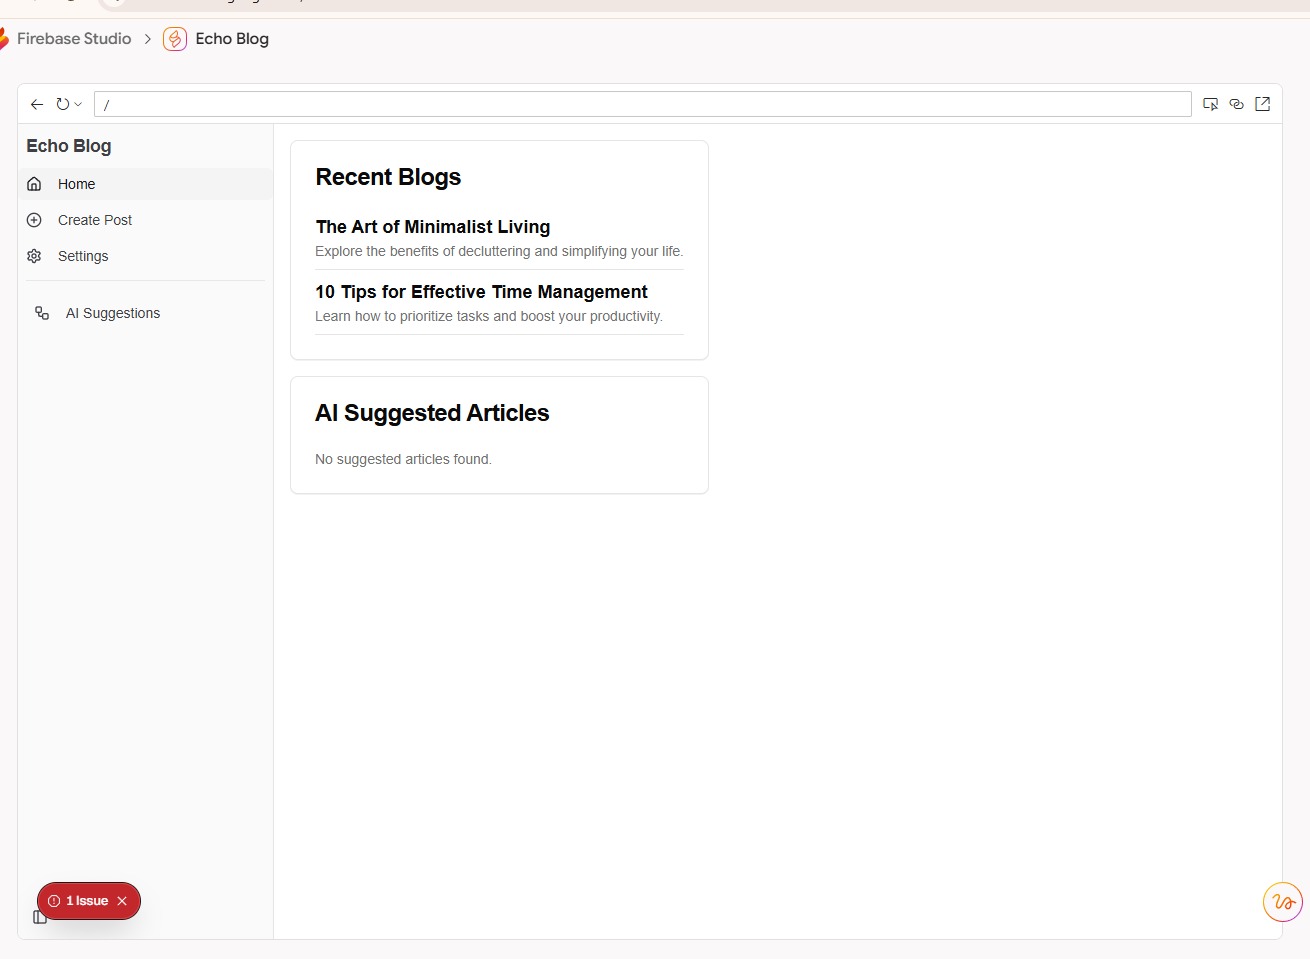 Firebase Studio > Echo Blog
/
Echo Blog
Home
Create Post
Settings
AI Suggestions
Recent Blogs
The Art of Minimalist Living
Explore the benefits of decluttering and simplifying your life.
10 Tips for Effective Time Management
Learn how to prioritize tasks and boost your productivity.
AI Suggested Articles
No suggested articles found.
1 Issue